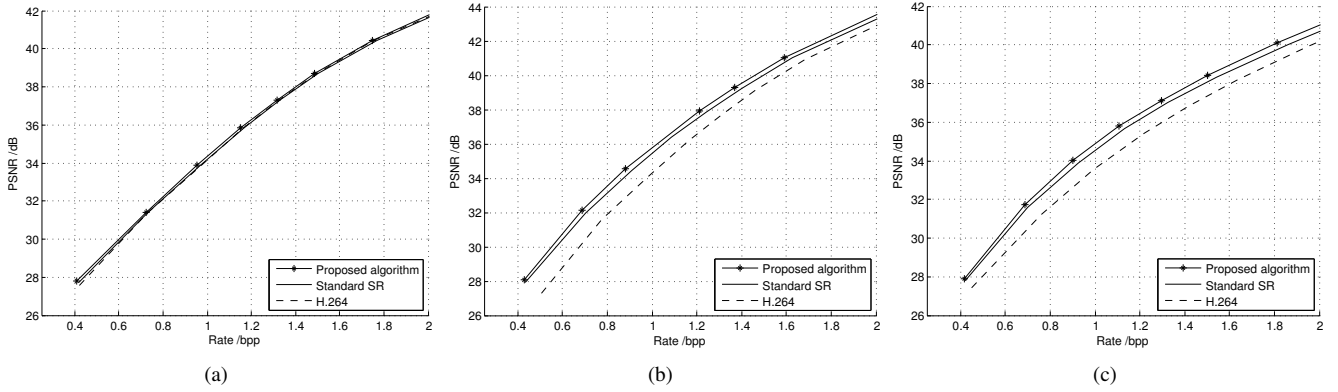 42
40
38
36
34
32
30
28
26
PSNR /dB
0.4 0.6 0.8 1 1.2 1.4 1.6 1.8 2
Rate /bpp
Proposed algorithm
Standard SR
H.264
(a)
44
42
40
38
36
34
32
30
28
26
PSNR /dB
0.4 0.6 0.8 1 1.2 1.4 1.6 1.8 2
Rate /bpp
Proposed algorithm
Standard SR
H.264
(b)
42
40
38
36
34
32
30
28
26
PSNR /dB
0.4 0.6 0.8 1 1.2 1.4 1.6 1.8 2
Rate /bpp
Proposed algorithm
Standard SR
H.264
(c)